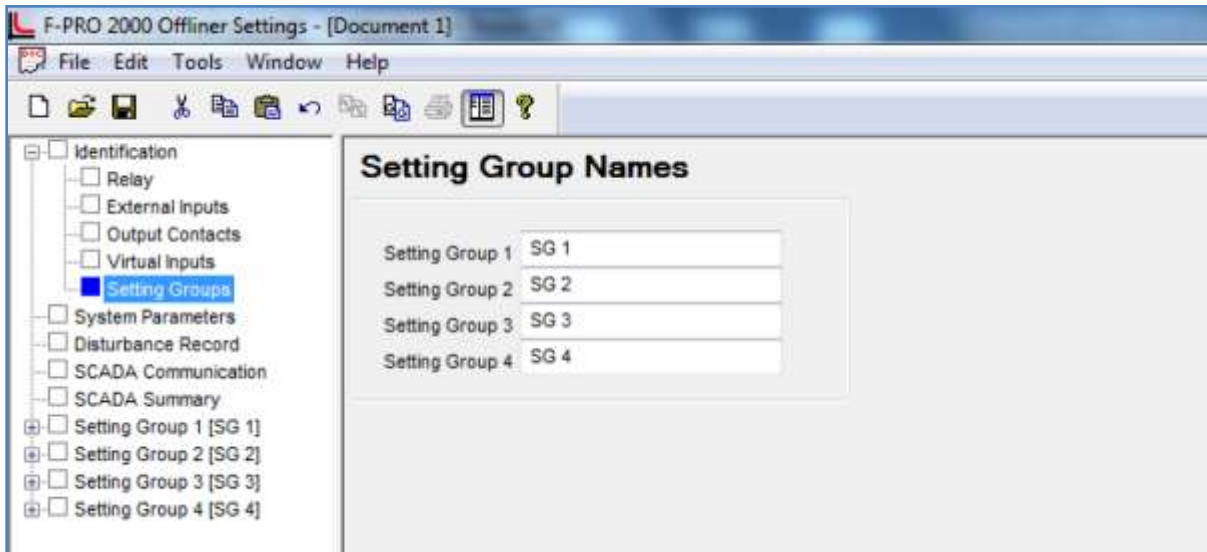 F-PRO 2000 Offliner Settings - [Document 1]
File Edit Tools Window Help
Identification
Relay
External Inputs
Output Contacts
Virtual Inputs
Setting Groups
System Parameters
Disturbance Record
SCADA Communication
SCADA Summary
Setting Group 1 [SG 1]
Setting Group 2 [SG 2]
Setting Group 3 [SG 3]
Setting Group 4 [SG 4]
Setting Group Names
Setting Group 1 SG 1
Setting Group 2 SG 2
Setting Group 3 SG 3
Setting Group 4 SG 4